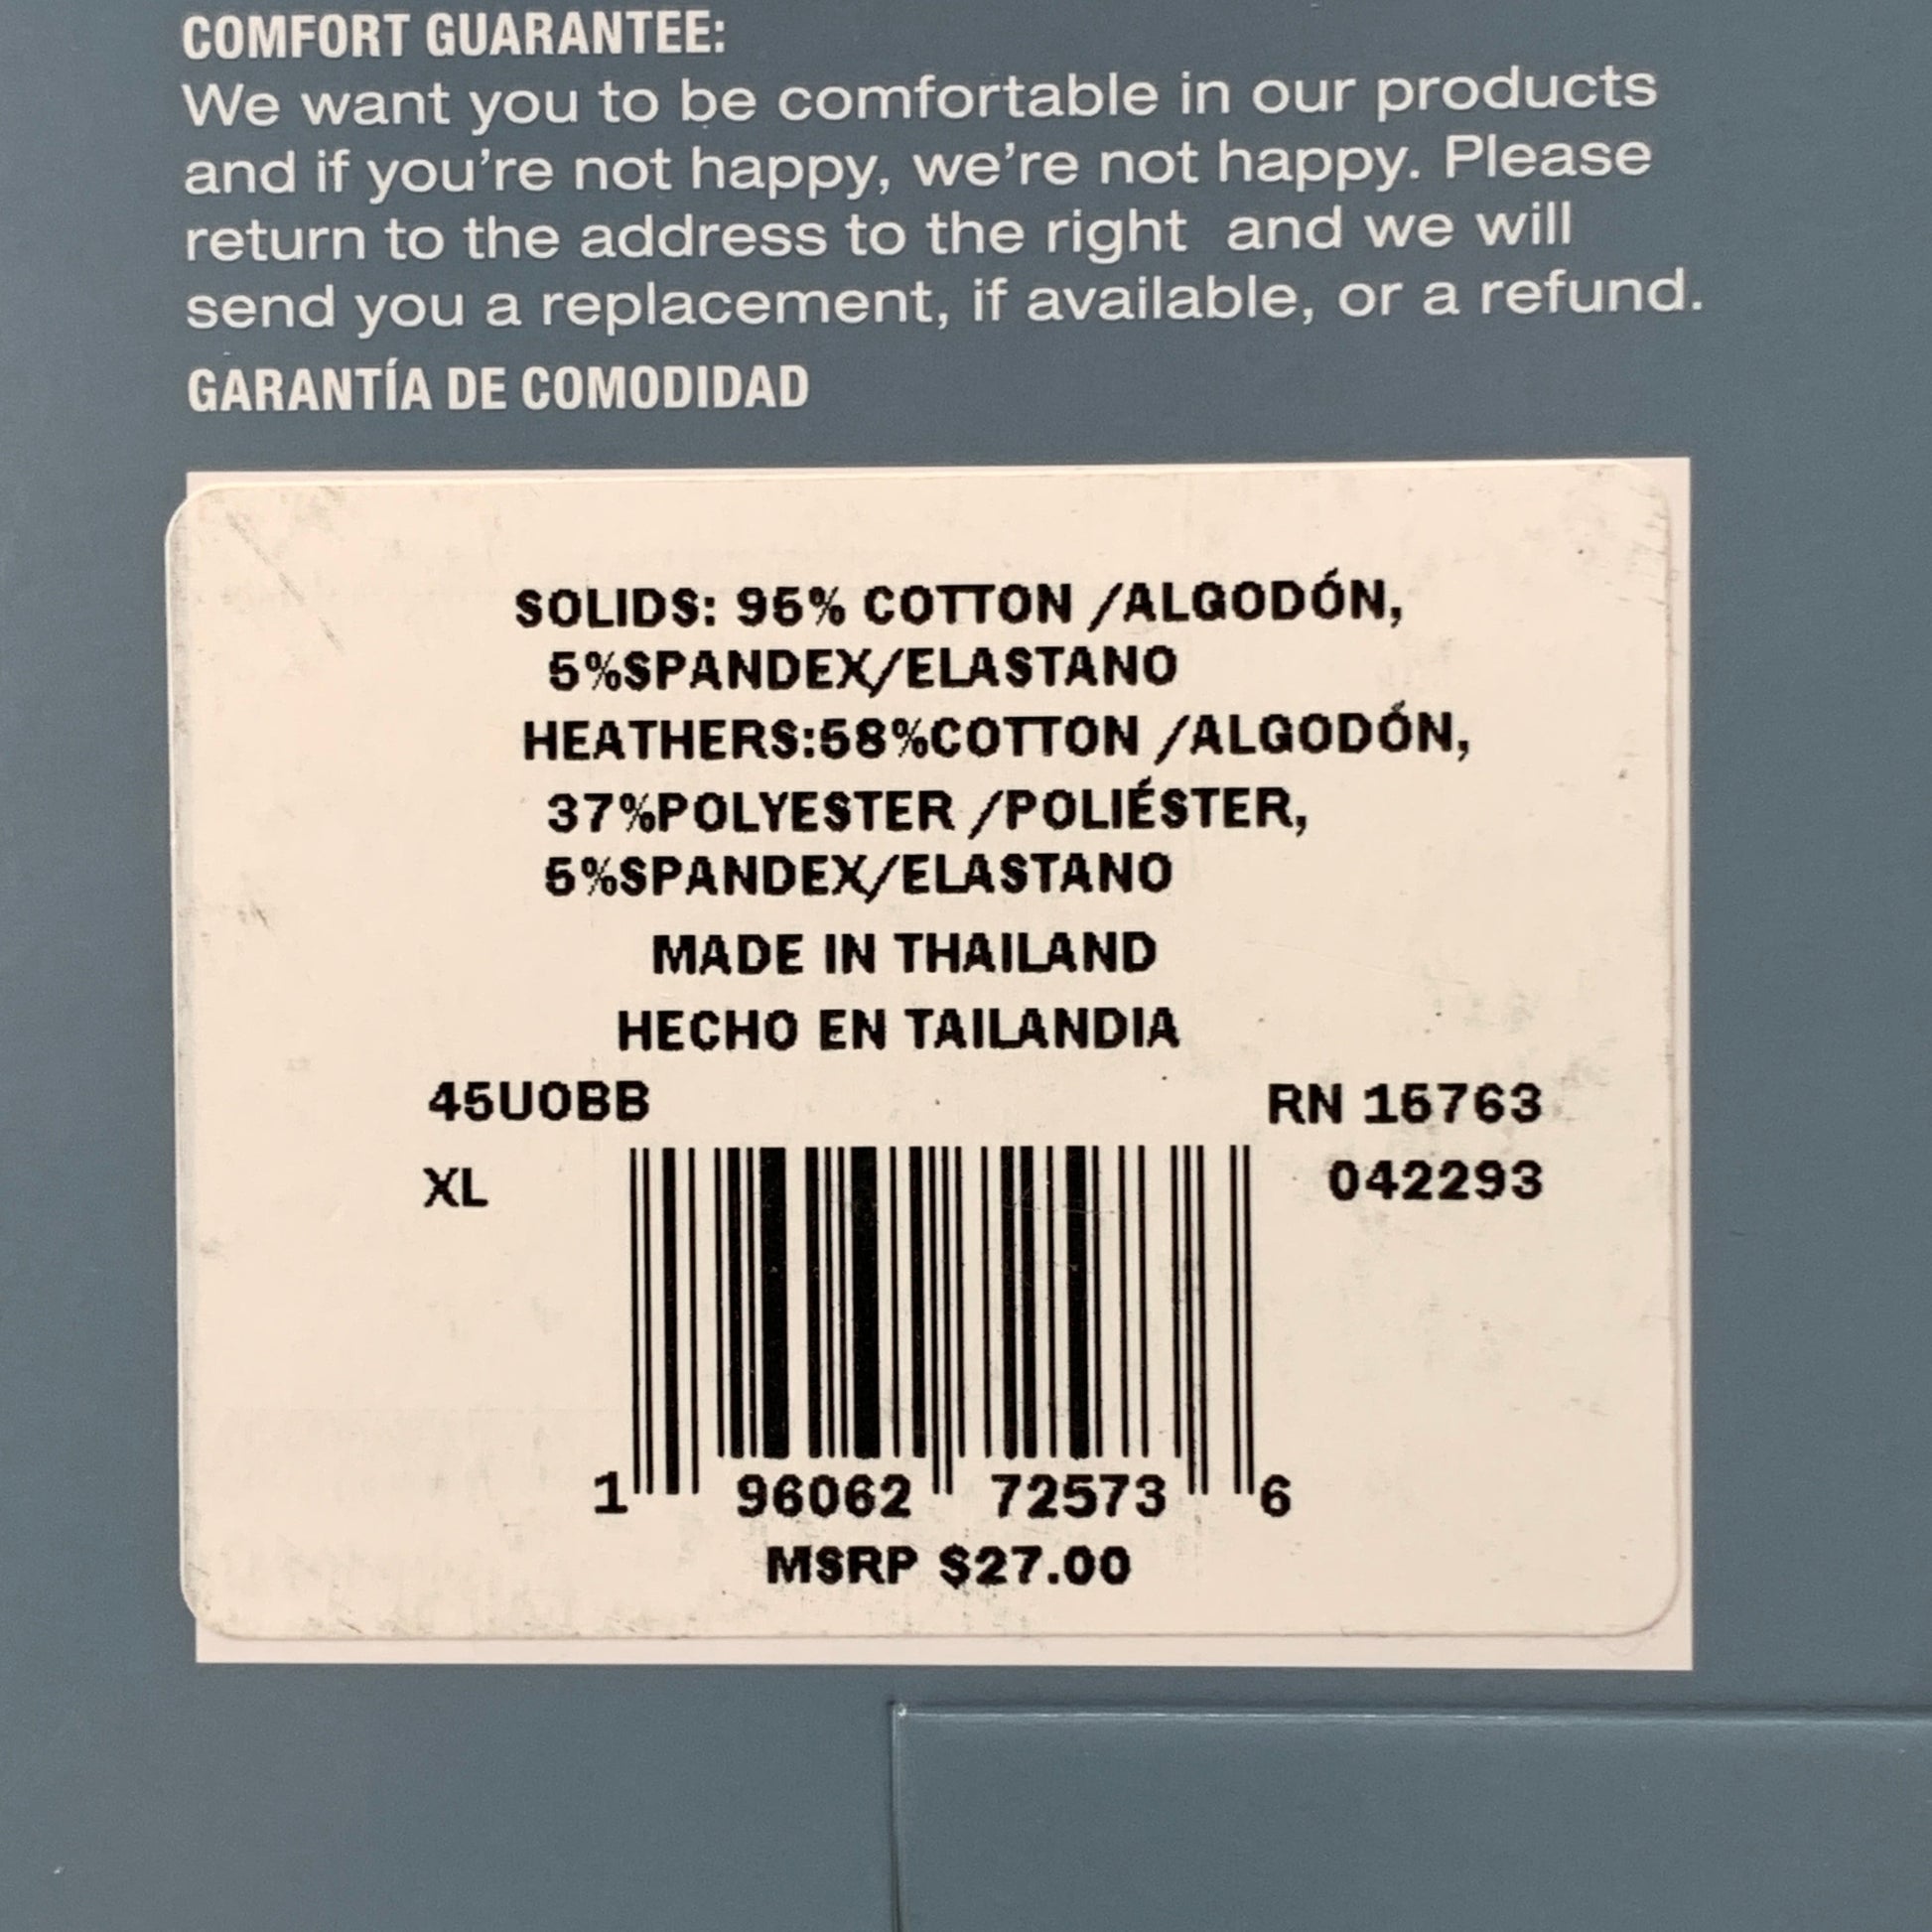 COMFORT GUARANTEE:
We want you to be comfortable in our products
and if you're not happy, we're not happy. Please
return to the address to the right and we will
send you a replacement, if available, or a refund.
GARANTÍA DE COMODIDAD
SOLIDS: 95% COTTON /ALGODÓN,
5%SPANDEX/ELASTANO
HEATHERS:58%COTTON /ALGODÓN,
37%POLYESTER /POLIÉSTER,
5%SPANDEX/ELASTANO
MADE IN THAILAND
HECHO EN TAILANDIA
45U0BB RN 15763
XL 042293
1 96062 72573 6
MSRP $27.00